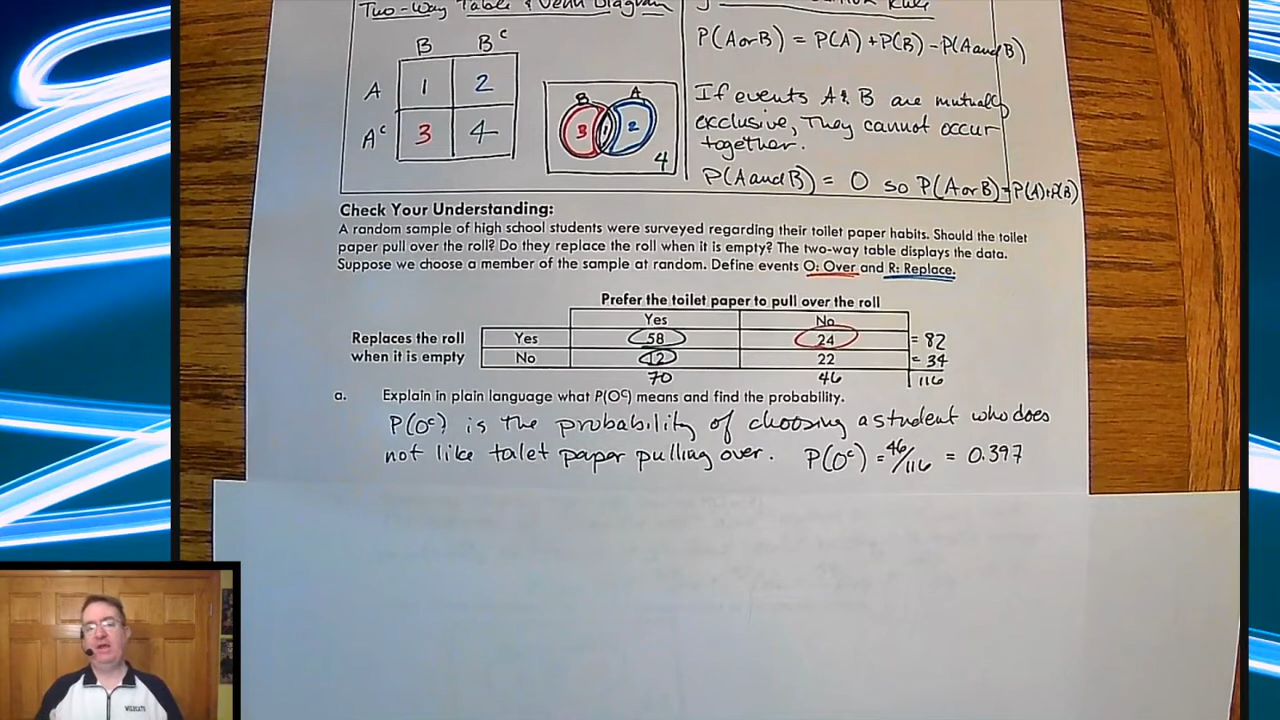 Two-Way Table & Venn Diagram
Rule
B Bᶜ
A 1 2
Aᶜ 3 4
B A
3 1 2
4
P(A or B) = P(A) + P(B) - P(A and B)
If events A & B are mutually
exclusive, They cannot occur
together.
P(A and B) = 0 so P(A or B) = P(A)+P(B)
Check Your Understanding:
A random sample of high school students were surveyed regarding their toilet paper habits. Should the toilet
paper pull over the roll? Do they replace the roll when it is empty? The two-way table displays the data.
Suppose we choose a member of the sample at random. Define events O: Over and R: Replace.
Prefer the toilet paper to pull over the roll
Yes No
Replaces the roll Yes 58 24 = 82
when it is empty No 12 22 = 34
70 46 116
a. Explain in plain language what P(Oᶜ) means and find the probability.
P(Oᶜ) is the probability of choosing a student who does
not like toilet paper pulling over. P(Oᶜ) = 46/116 = 0.397
WILDCATS